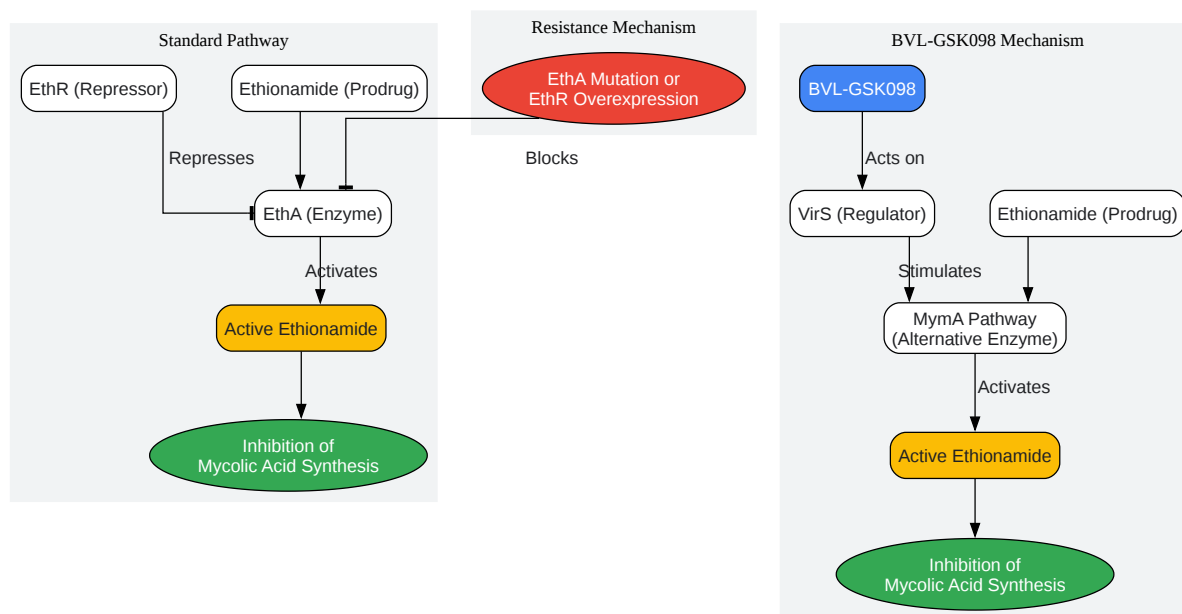 Standard Pathway
EthR (Repressor)
Ethionamide (Prodrug)
Represses
EthA (Enzyme)
Activates
Active Ethionamide
Inhibition of
Mycolic Acid Synthesis
Resistance Mechanism
EthA Mutation or
EthR Overexpression
Blocks
BVL-GSK098 Mechanism
BVL-GSK098
Acts on
VirS (Regulator)
Ethionamide (Prodrug)
Stimulates
MymA Pathway
(Alternative Enzyme)
Activates
Active Ethionamide
Inhibition of
Mycolic Acid Synthesis